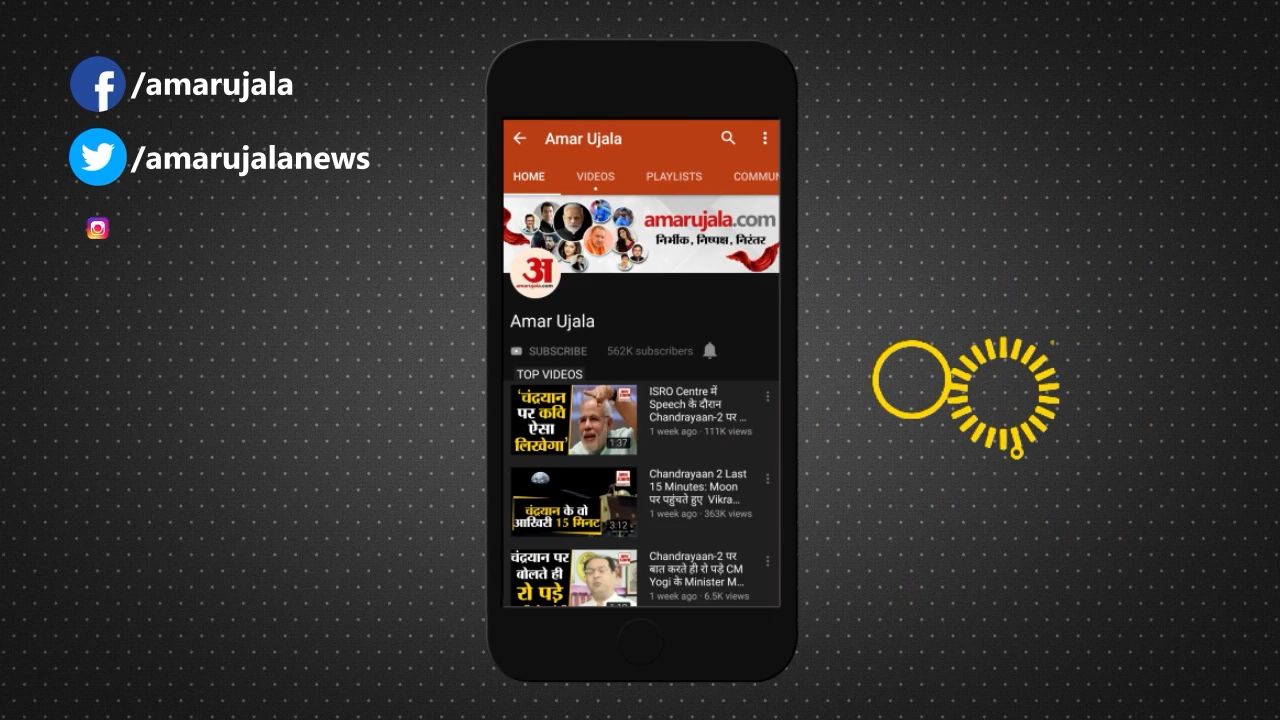 /amarujala
/amarujalanews
Amar Ujala
HOME VIDEOS PLAYLISTS COMMUN
amarujala.com
निर्भीक, निष्पक्ष, निरंतर
अ
amarujala.com
Amar Ujala
SUBSCRIBE 562K subscribers
TOP VIDEOS
'चंद्रयान
पर कवि
ऐसा
लिखेगा'
1:37
ISRO Centre में
Speech के दौरान
Chandrayaan-2 पर ...
1 week ago · 111K views
चंद्रयान के वो
आखिरी 15 मिनट
3:12
Chandrayaan 2 Last
15 Minutes: Moon
पर पहुंचते हुए Vikra...
1 week ago · 363K views
चंद्रयान पर
बोलते ही
रो पड़े
Chandrayaan-2 पर
बात करते ही रो पड़े CM
Yogi के Minister M...
1 week ago · 6.5K views